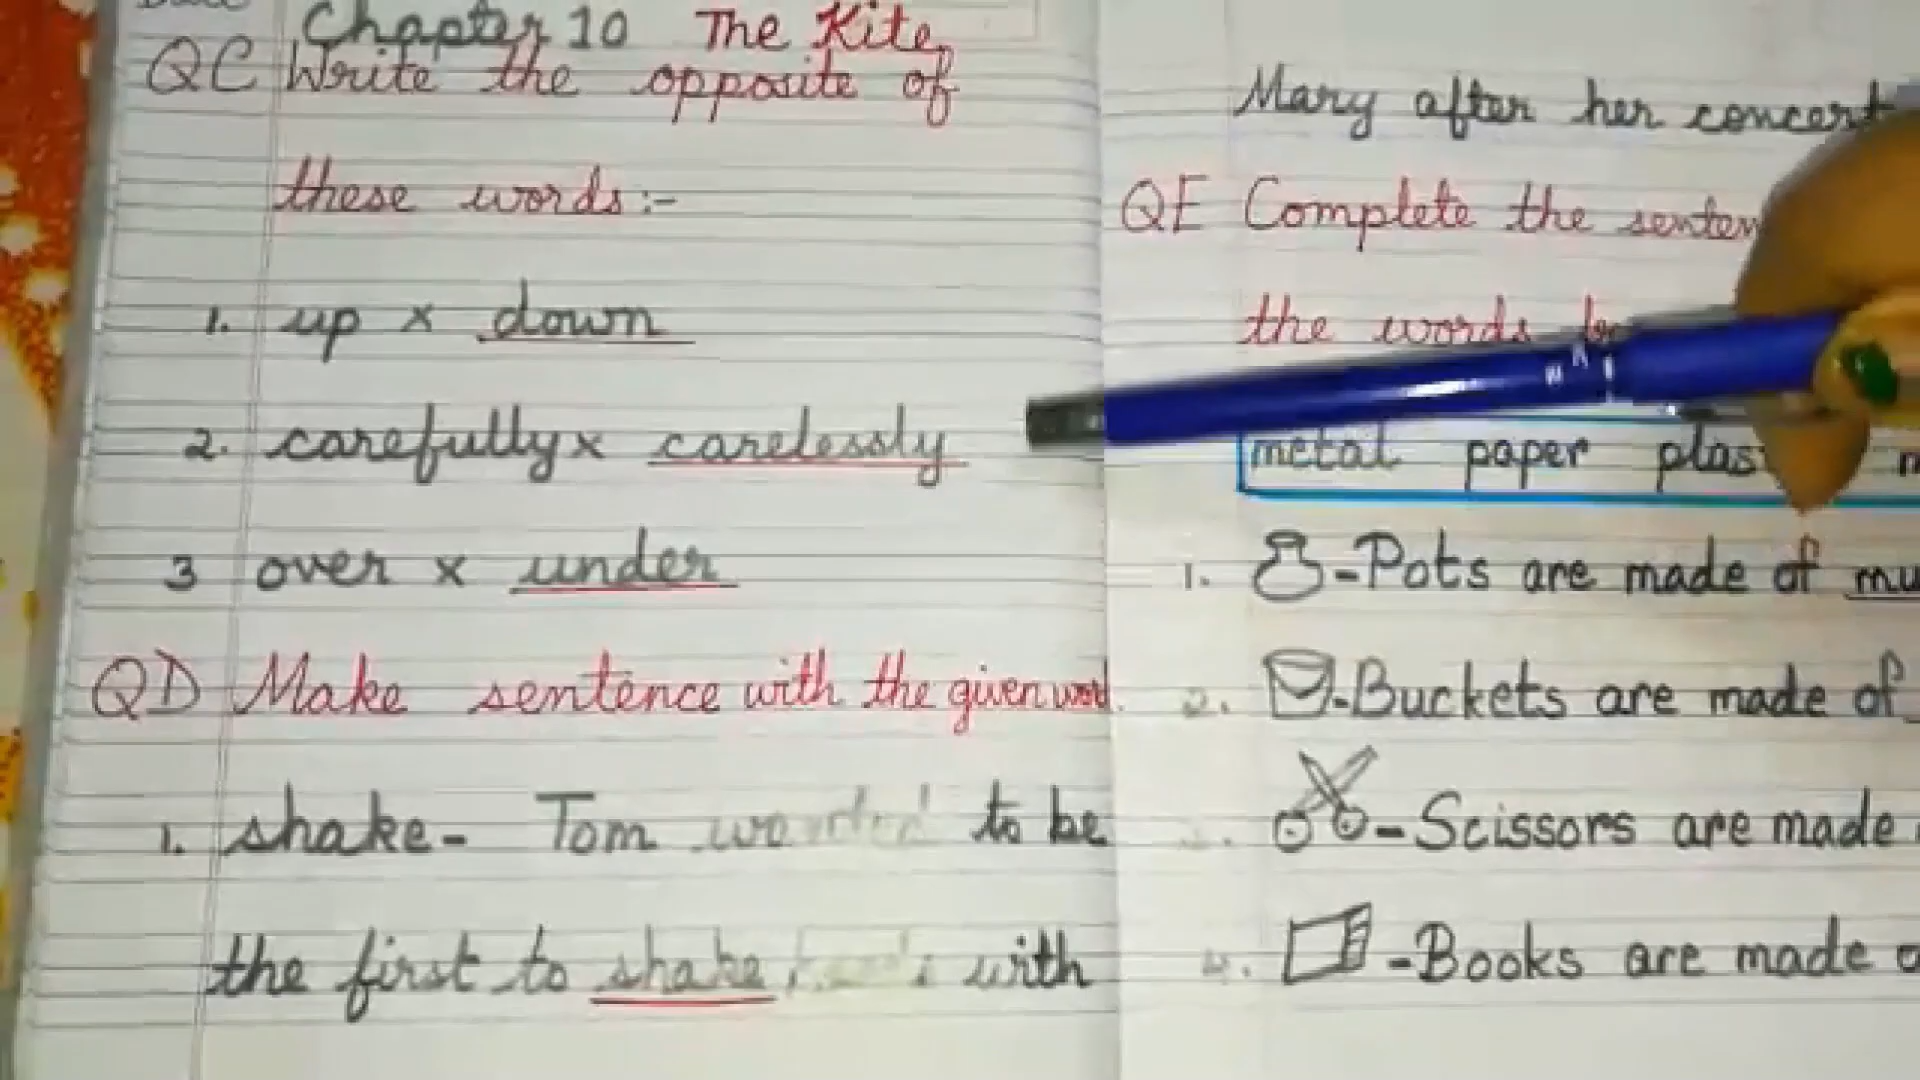 Chapter 10 The Kite
QC Write the opposite of
these words:-
1. up x down
2. carefully x carelessly
3 over x under
QD Make sentence with the given word.
1. shake- Tom wanted to be
the first to shake with
Mary after her concert
QE Complete the
the words
metal paper
1. -Pots are made of
2. -Buckets are made of
3. -Scissors are made
4. -Books are made